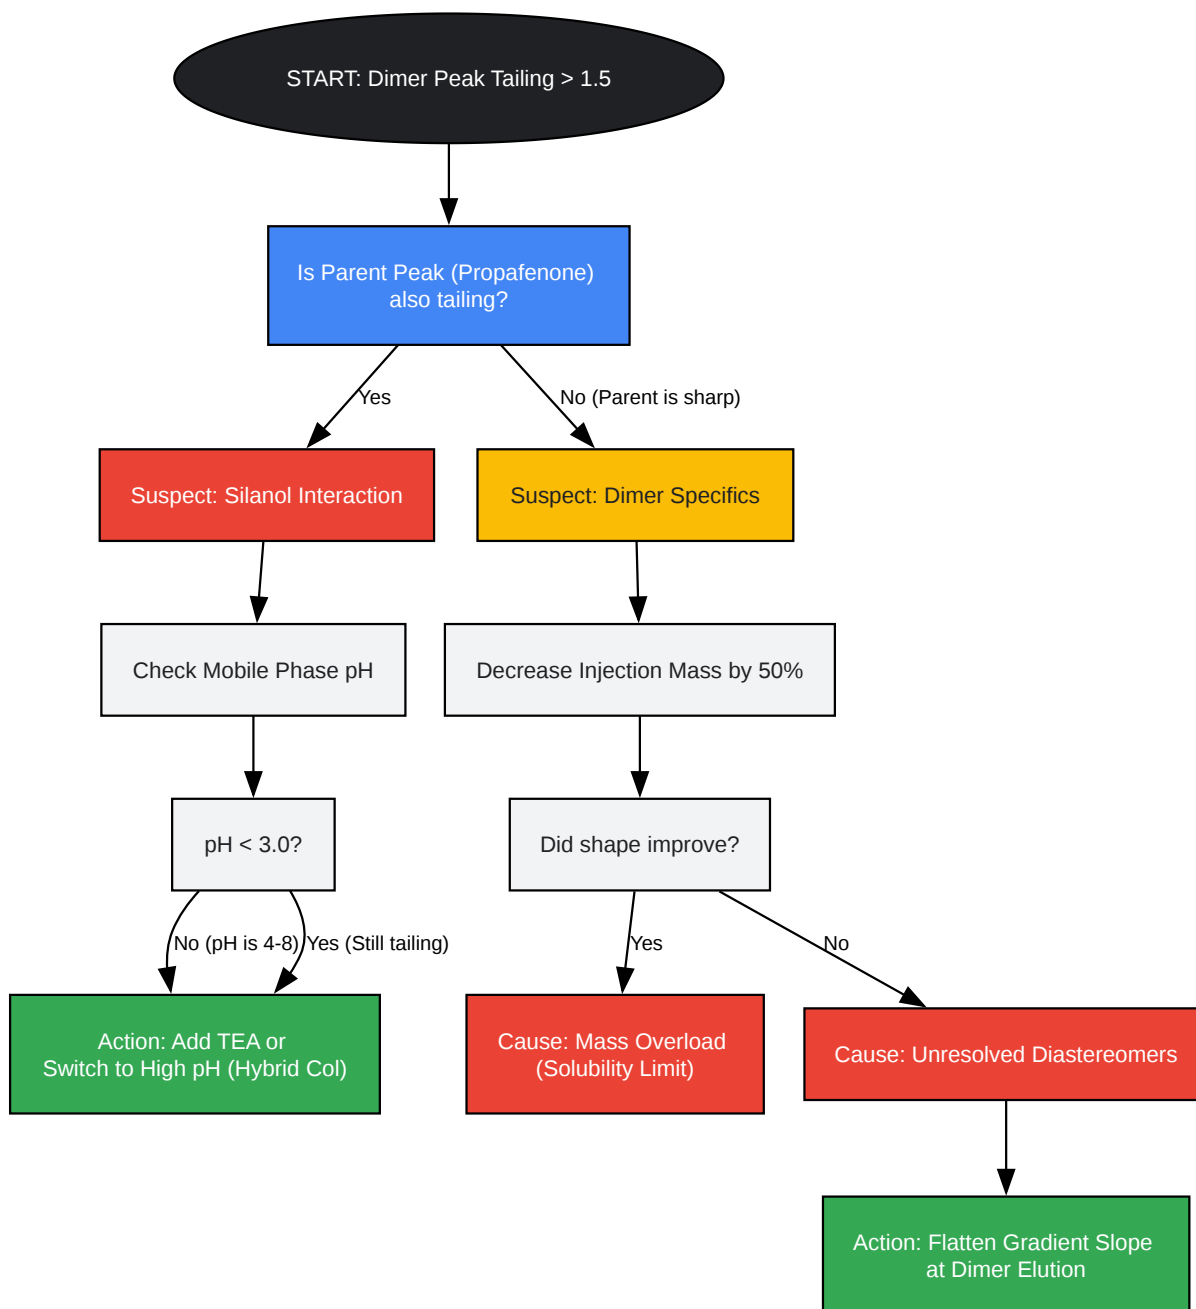 START: Dimer Peak Tailing > 1.5
Is Parent Peak (Propafenone)
also tailing?
Yes
No (Parent is sharp)
Suspect: Silanol Interaction
Suspect: Dimer Specifics
Check Mobile Phase pH
Decrease Injection Mass by 50%
pH < 3.0?
Did shape improve?
No (pH is 4-8)
Yes (Still tailing)
Yes
No
Action: Add TEA or
Switch to High pH (Hybrid Col)
Cause: Mass Overload
(Solubility Limit)
Cause: Unresolved Diastereomers
Action: Flatten Gradient Slope
at Dimer Elution